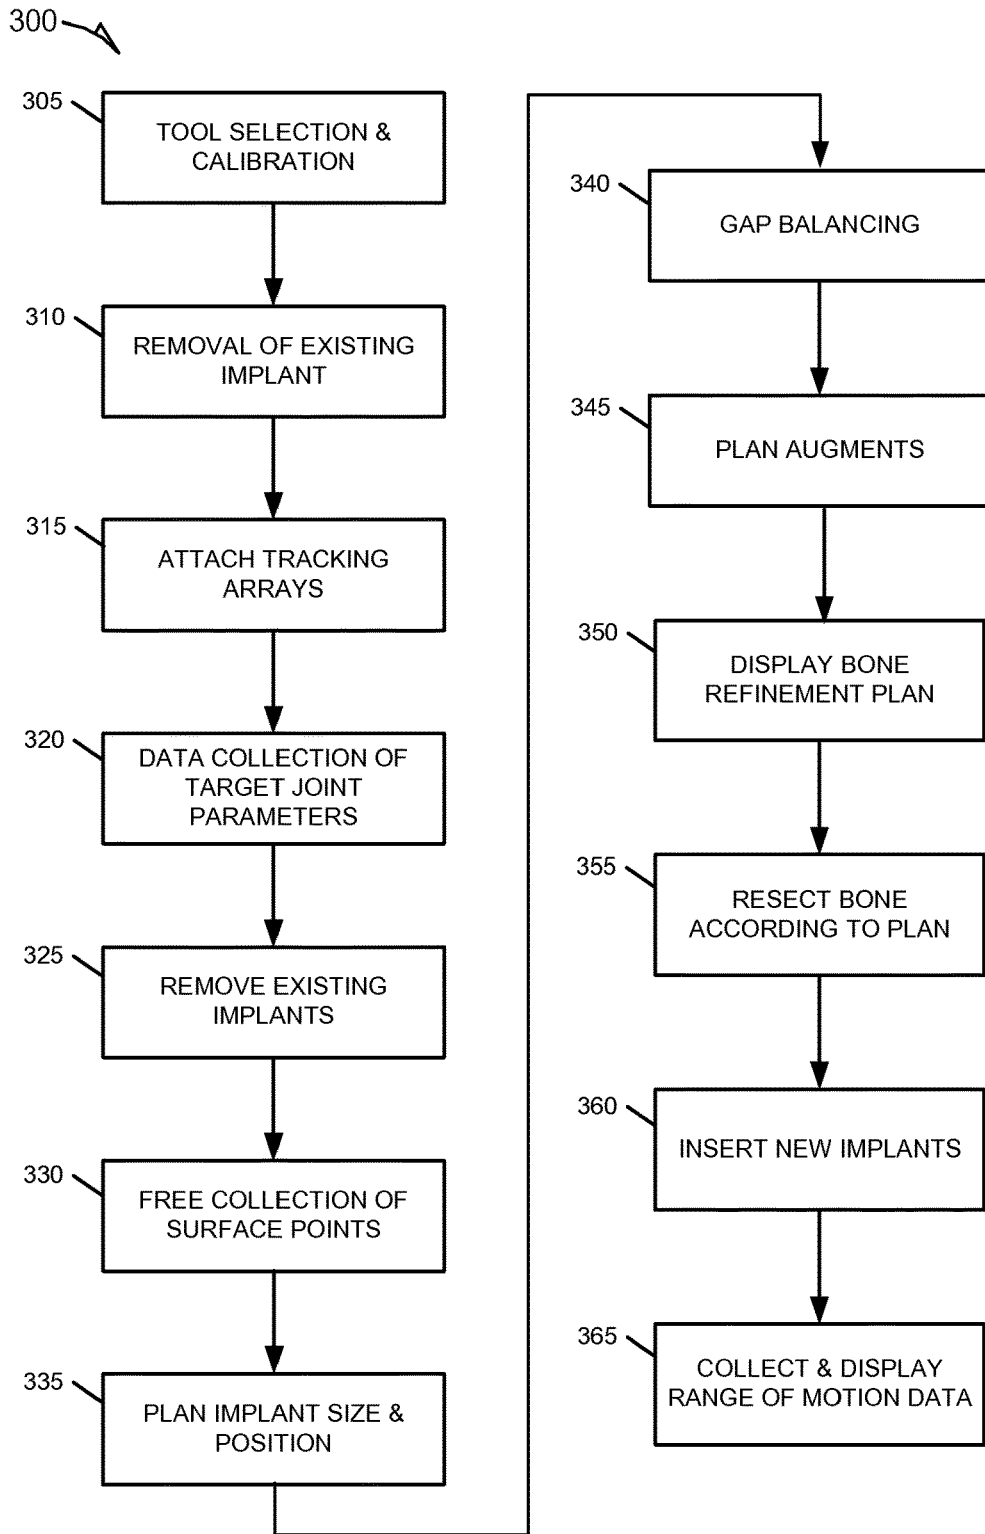 300
305
TOOL SELECTION &
CALIBRATION
310
REMOVAL OF EXISTING
IMPLANT
315
ATTACH TRACKING
ARRAYS
320
DATA COLLECTION OF
TARGET JOINT
PARAMETERS
325
REMOVE EXISTING
IMPLANTS
330
FREE COLLECTION OF
SURFACE POINTS
335
PLAN IMPLANT SIZE &
POSITION
340
GAP BALANCING
345
PLAN AUGMENTS
350
DISPLAY BONE
REFINEMENT PLAN
355
RESECT BONE
ACCORDING TO PLAN
360
INSERT NEW IMPLANTS
365
COLLECT & DISPLAY
RANGE OF MOTION DATA